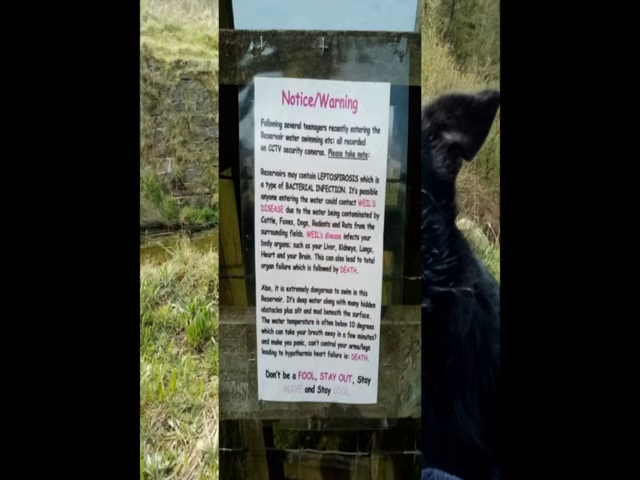 Notice/Warning
Following several teenagers recently entering the
Reservoir water swimming etc: all recorded
on CCTV security cameras. Please take note:
Reservoirs may contain LEPTOSPIROSIS which is
a type of BACTERIAL INFECTION. It's possible
anyone entering the water could contact WEIL'S
DISEASE due to the water being contaminated by
Cattle, Foxes, Dogs, Rodents and Rats from the
surrounding fields. WEIL's disease infects your
body organs; such as your Liver, Kidneys, Lungs,
Heart and your Brain. This can also lead to total
organ failure which is followed by DEATH.
Also, it is extremely dangerous to swim in this
Reservoir. It's deep water along with many hidden
obstacles plus silt and mud beneath the surface.
The water temperature is often below 10 degrees
which can take your breath away in a few minutes?
and make you panic, can't control your arms/legs
leading to hypothermia heart failure ie: DEATH.
Don't be a FOOL, STAY OUT, Stay
ALIVE and Stay COOL.